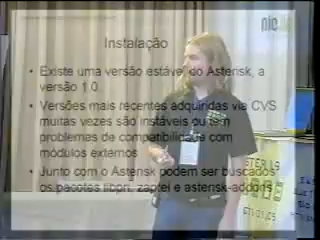 nic
Instalação
• Existe uma versão estável do Asterisk, a
versão 1.0.
• Versões mais recentes adquiridas via CVS
muitas vezes são instáveis ou tem
problemas de compatibilidade com
módulos externos
• Junto com o Asterisk podem ser buscados
os pacotes libpri, zaptel e asterisk-addons